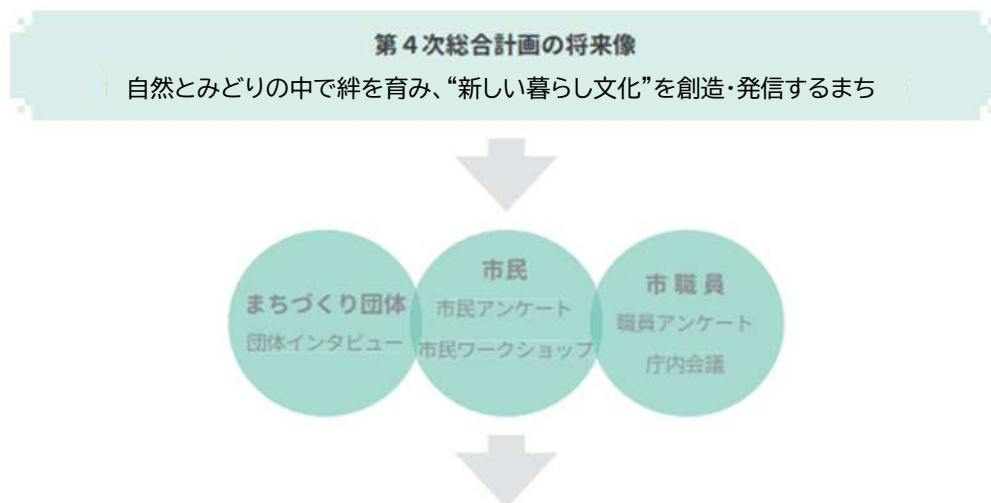 第4次総合計画の将来像
自然とみどりの中で絆を育み、“新しい暮らし文化”を創造・発信するまち
まちづくり団体
団体インタビュー
市民
市民アンケート
市民ワークショップ
市職員
職員アンケート
庁内会議